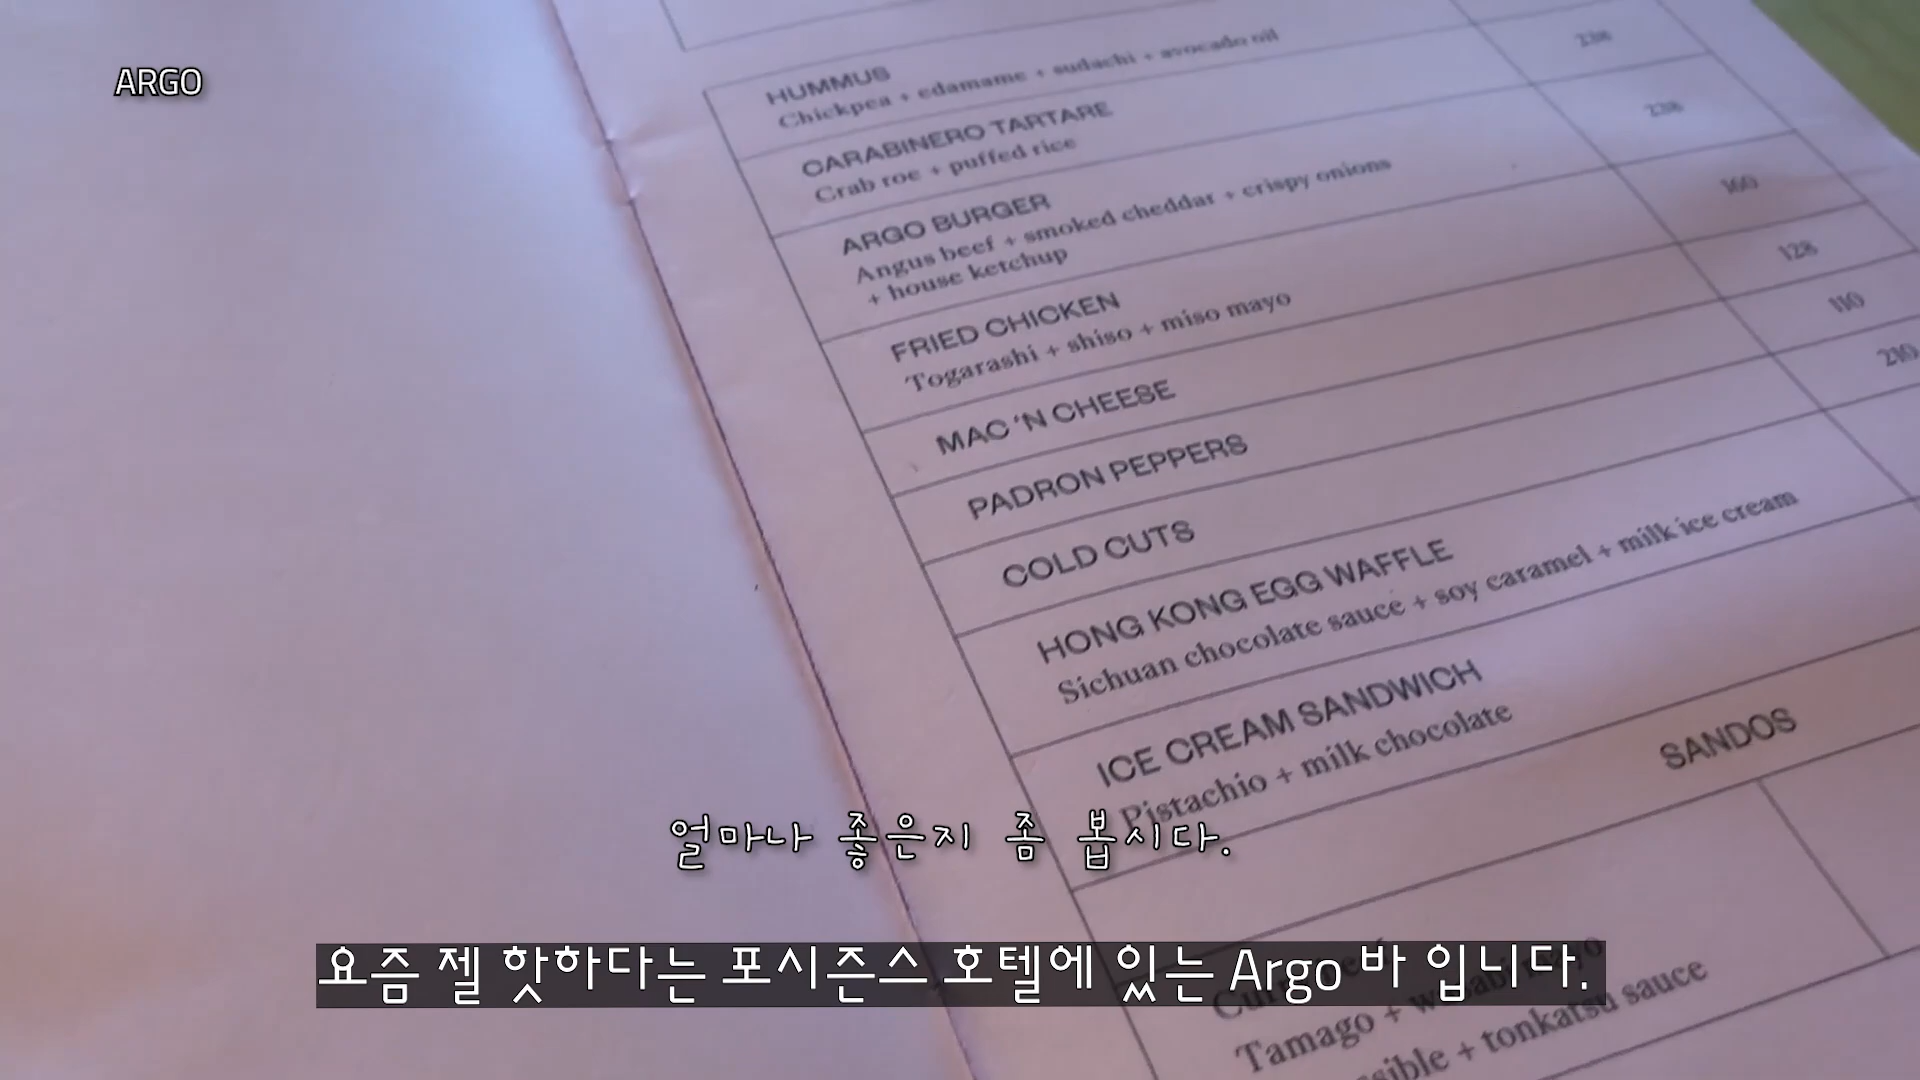 ARGO
HUMMUS
Chickpea + edamame + sudachi + avocado oil
CARABINERO TARTARE
Crab roe + puffed rice
238
ARGO BURGER
Angus beef + smoked cheddar + crispy onions
+ house ketchup
160
FRIED CHICKEN
Togarashi + shiso + miso mayo
128
MAC 'N CHEESE
110
PADRON PEPPERS
210
COLD CUTS
HONG KONG EGG WAFFLE
Sichuan chocolate sauce + soy caramel + milk ice cream
ICE CREAM SANDWICH
Pistachio + milk chocolate
SANDOS
얼마나 좋은지 좀 봅시다.
요즘 젤 핫하다는 포시즌스 호텔에 있는 Argo 바 입니다.
Tamago + wasabi mayo
+ tonkatsu sauce